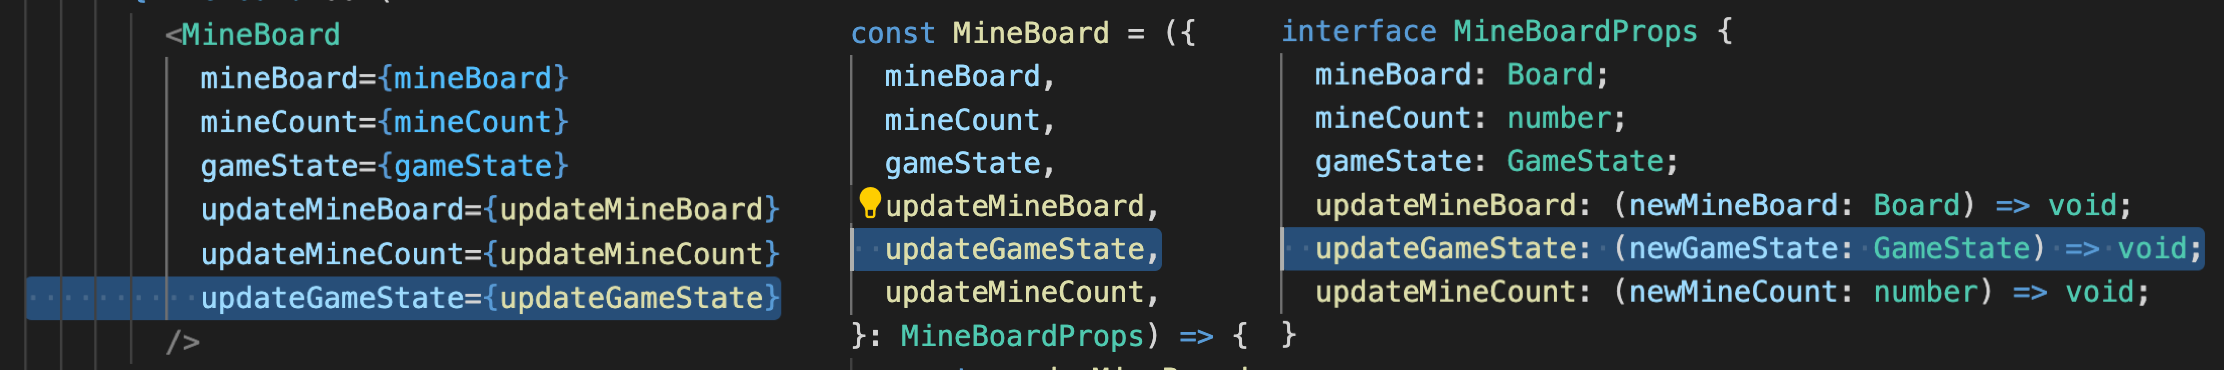 <MineBoard
mineBoard={mineBoard}
mineCount={mineCount}
gameState={gameState}
updateMineBoard={updateMineBoard}
updateMineCount={updateMineCount}
updateGameState={updateGameState}
/>
const MineBoard = ({
mineBoard,
mineCount,
gameState,
updateMineBoard,
updateGameState,
updateMineCount,
}: MineBoardProps) => {
interface MineBoardProps {
mineBoard: Board;
mineCount: number;
gameState: GameState;
updateMineBoard: (newMineBoard: Board) => void;
updateGameState: (newGameState: GameState) => void;
updateMineCount: (newMineCount: number) => void;
}